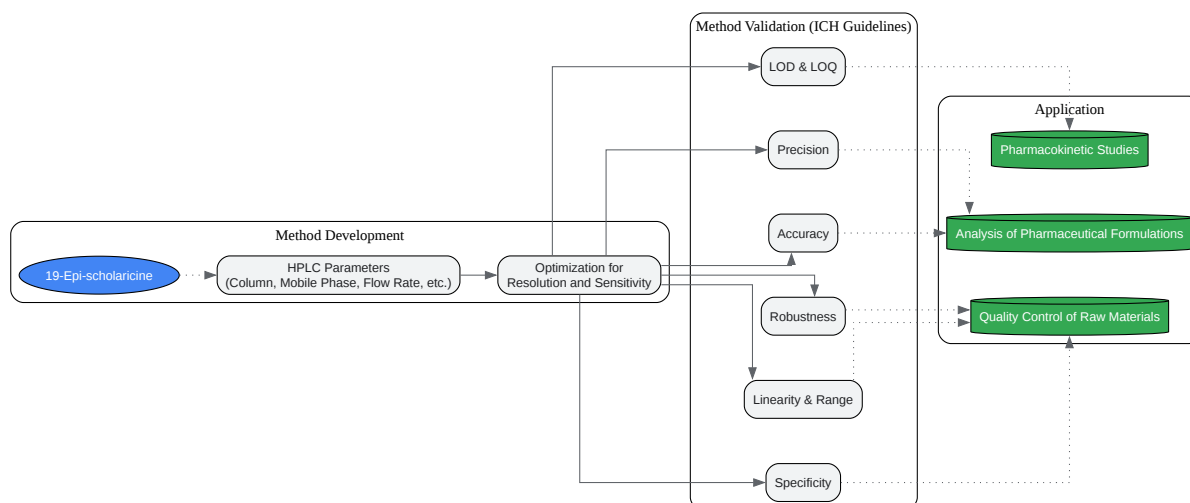 Method Validation (ICH Guidelines)
LOD & LOQ
Application
Precision
Pharmacokinetic Studies
Method Development
Accuracy
Analysis of Pharmaceutical Formulations
19-Epi-scholaricine
HPLC Parameters
(Column, Mobile Phase, Flow Rate, etc.)
Optimization for
Resolution and Sensitivity
Robustness
Quality Control of Raw Materials
Linearity & Range
Specificity